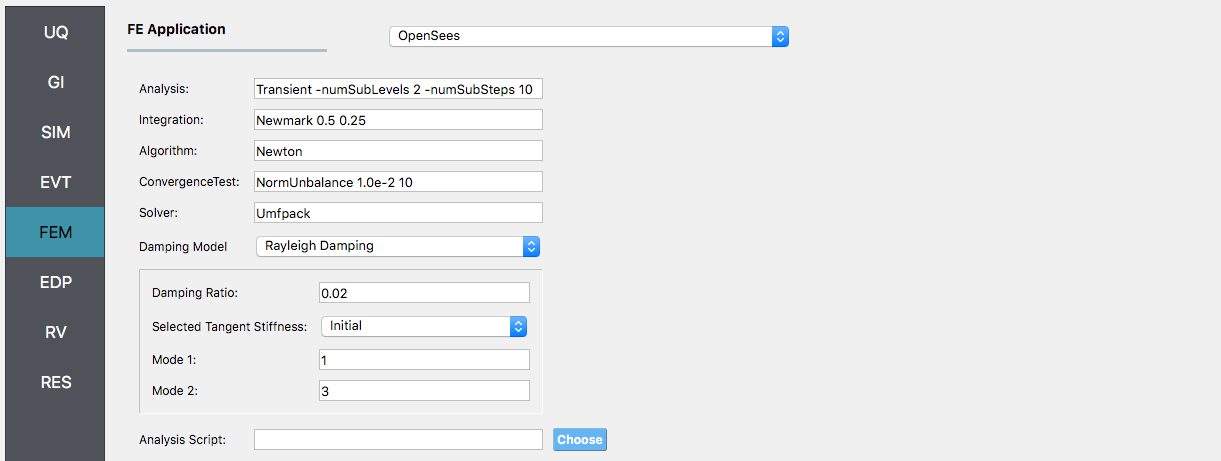 UQ
GI
SIM
EVT
FEM
EDP
RV
RES
FE Application
OpenSees
Analysis: Transient -numSubLevels 2 -numSubSteps 10
Integration: Newmark 0.5 0.25
Algorithm: Newton
ConvergenceTest: NormUnbalance 1.0e-2 10
Solver: Umfpack
Damping Model Rayleigh Damping
Damping Ratio: 0.02
Selected Tangent Stiffness: Initial
Mode 1: 1
Mode 2: 3
Analysis Script: Choose